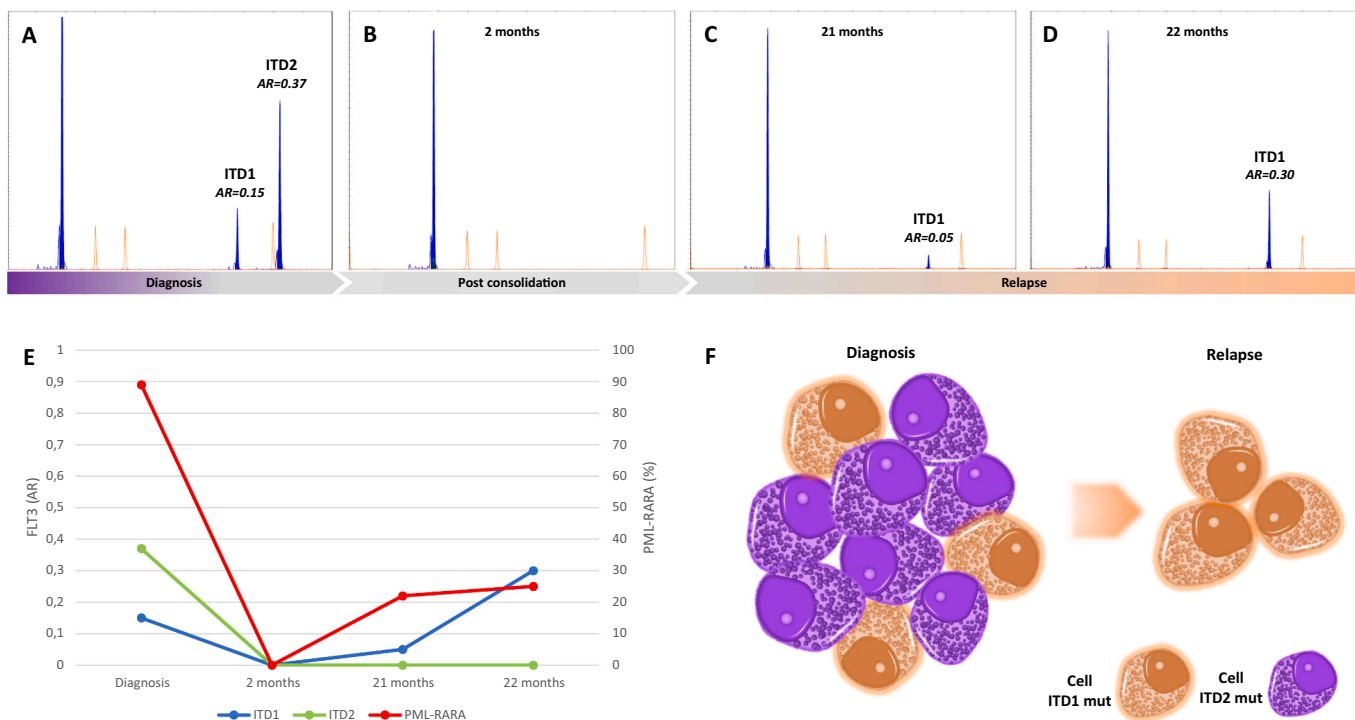 A
ITD2
AR=0.37
ITD1
AR=0.15
B
2 months
C
21 months
ITD1
AR=0.05
D
22 months
ITD1
AR=0.30
Diagnosis
Post consolidation
Relapse
E
1
0,9
0,8
0,7
0,6
0,5
0,4
0,3
0,2
0,1
0
FLT3 (AR)
100
90
80
70
60
50
40
30
20
10
0
PML-RARA (%)
Diagnosis
2 months
21 months
22 months
ITD1
ITD2
PML-RARA
F
Diagnosis
Relapse
Cell
ITD1 mut
Cell
ITD2 mut